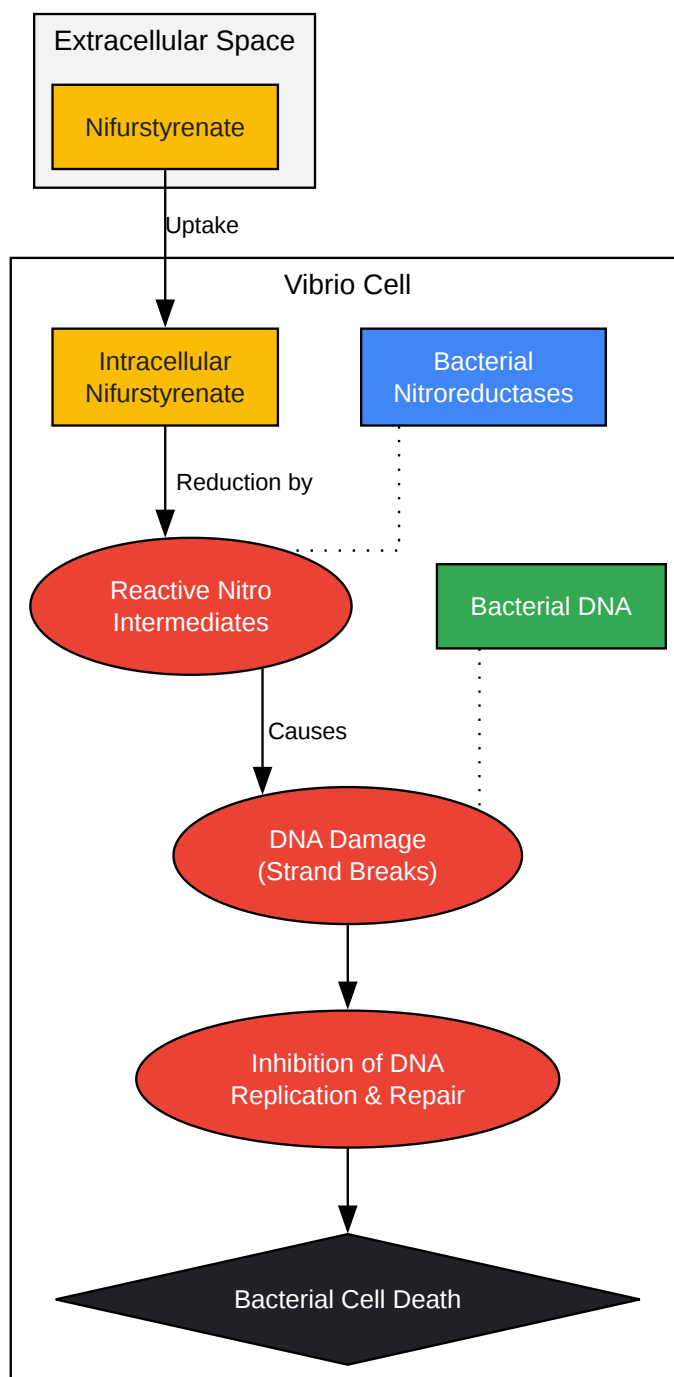 Extracellular Space
Nifurstyrenate
Uptake
Vibrio Cell
Intracellular
Nifurstyrenate
Bacterial
Nitroreductases
Reduction by
Reactive Nitro
Intermediates
Bacterial DNA
Causes
DNA Damage
(Strand Breaks)
Inhibition of DNA
Replication & Repair
Bacterial Cell Death